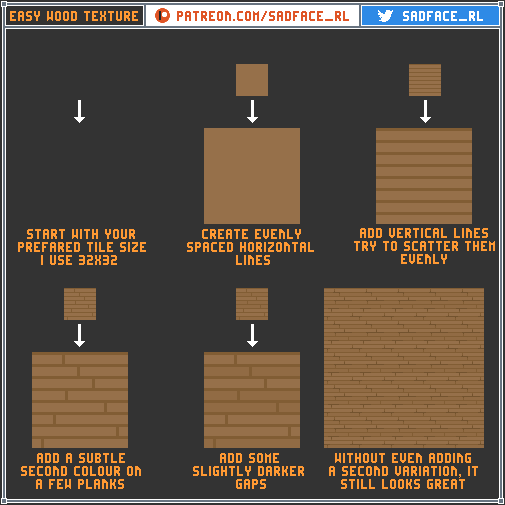 EASY WOOD TEXTURE
PATREON.COM/SADFACE_RL
SADFACE_RL
START WITH YOUR
PREFARED TILE SIZE
I USE 32X32
CREATE EVENLY
SPACED HORIZONTAL
LINES
ADD VERTICAL LINES
TRY TO SCATTER THEM
EVENLY
ADD A SUBTLE
SECOND COLOUR ON
A FEW PLANKS
ADD SOME
SLIGHTLY DARKER
GAPS
WITHOUT EVEN ADDING
A SECOND VARIATION, IT
STILL LOOKS GREAT